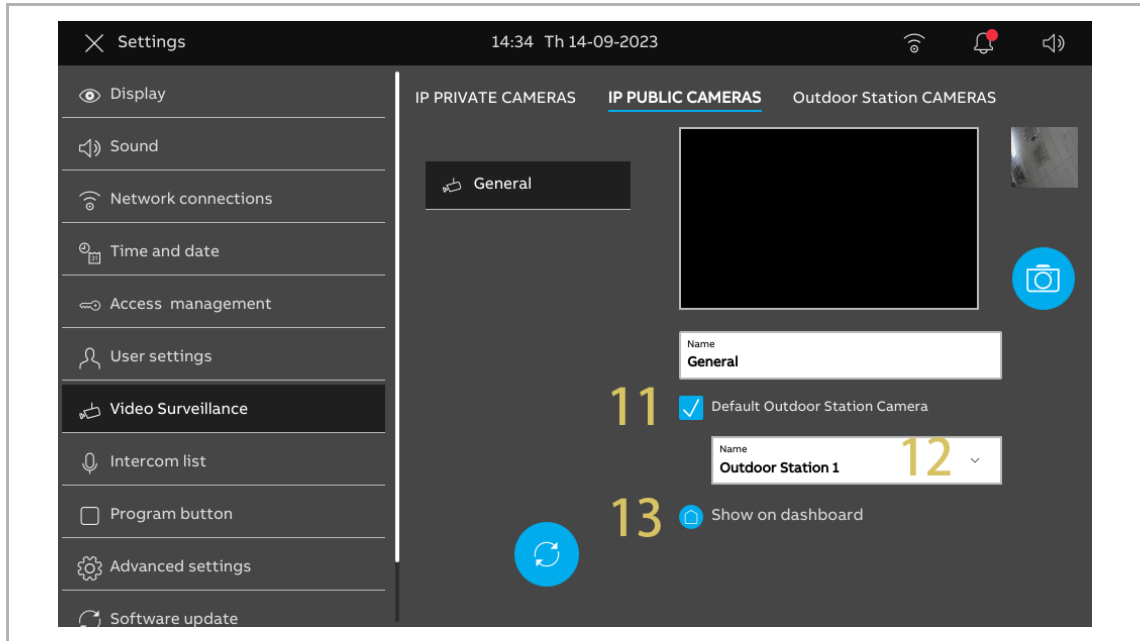 Settings
14:34 Th 14-09-2023
Display
Sound
Network connections
Time and date
Access management
User settings
Video Surveillance
Intercom list
Program button
Advanced settings
Software update
IP PRIVATE CAMERAS
IP PUBLIC CAMERAS
Outdoor Station CAMERAS
General
Name
General
11
Default Outdoor Station Camera
Name
Outdoor Station 1
12
13
Show on dashboard